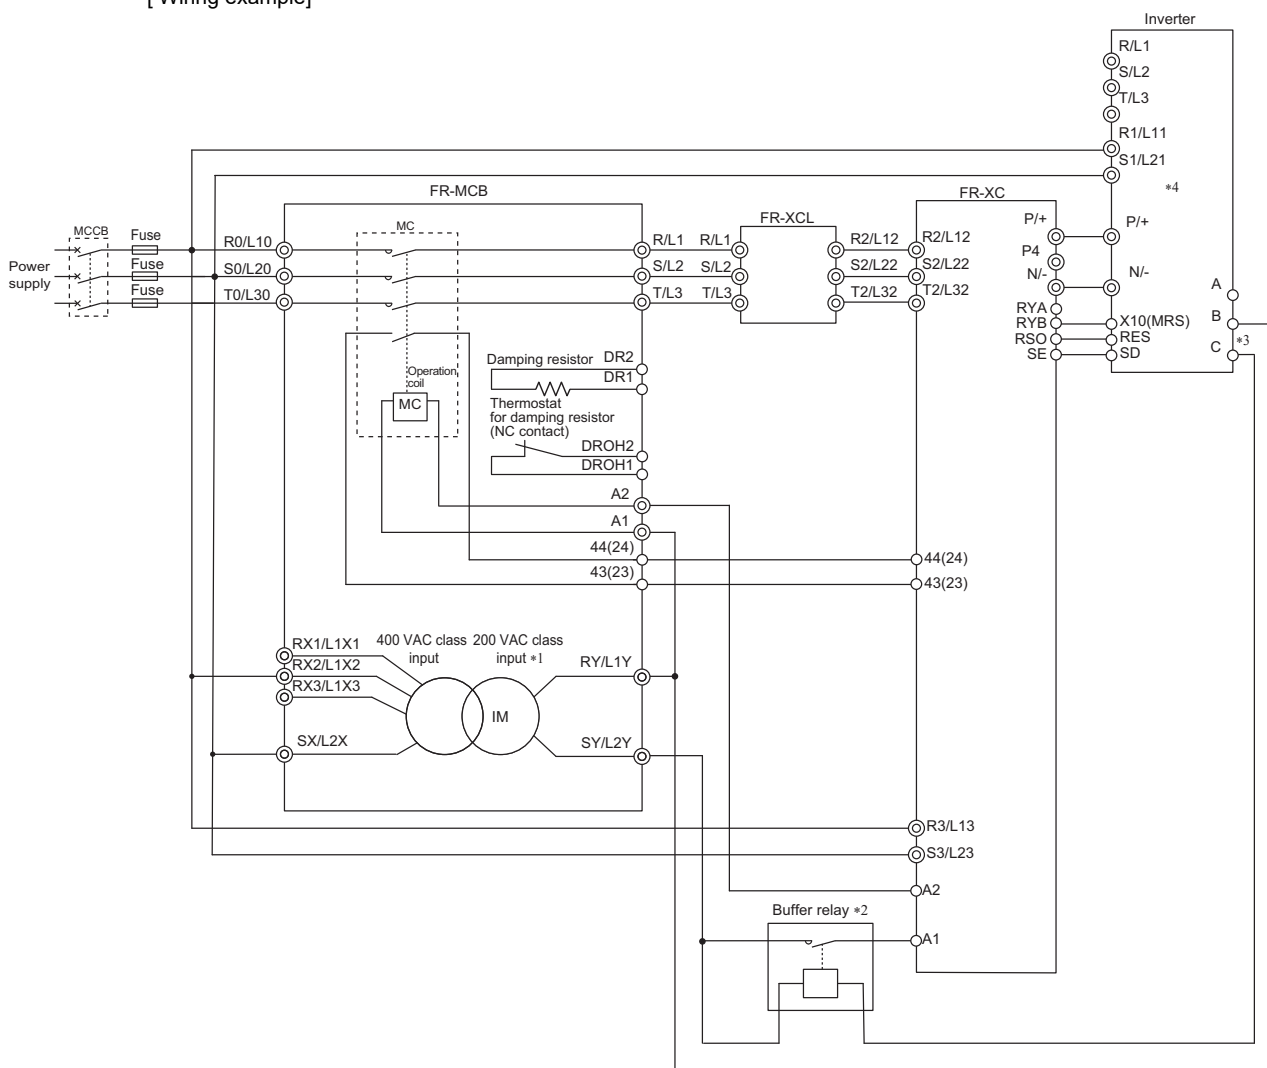 [ Wiring example]
Inverter
R/L1
S/L2
T/L3
R1/L11
S1/L21
*4
P/+
N/-
X10(MRS)
RES
SD
A
B
C
*3
FR-MCB
FR-XCL
FR-XC
MCCB
Fuse
Fuse
Fuse
Power
supply
R0/L10
S0/L20
T0/L30
MC
Operation
coil
MC
R/L1
S/L2
T/L3
R/L1
S/L2
T/L3
R2/L12
S2/L22
T2/L32
R2/L12
S2/L22
T2/L32
P/+
P4
N/-
RYA
RYB
RSO
SE
Damping resistor
DR2
DR1
Thermostat
for damping resistor
(NC contact)
DROH2
DROH1
A2
A1
44(24)
43(23)
44(24)
43(23)
RX1/L1X1
RX2/L1X2
RX3/L1X3
SX/L2X
400 VAC class
input
200 VAC class
input *1
IM
RY/L1Y
SY/L2Y
R3/L13
S3/L23
A2
A1
Buffer relay *2